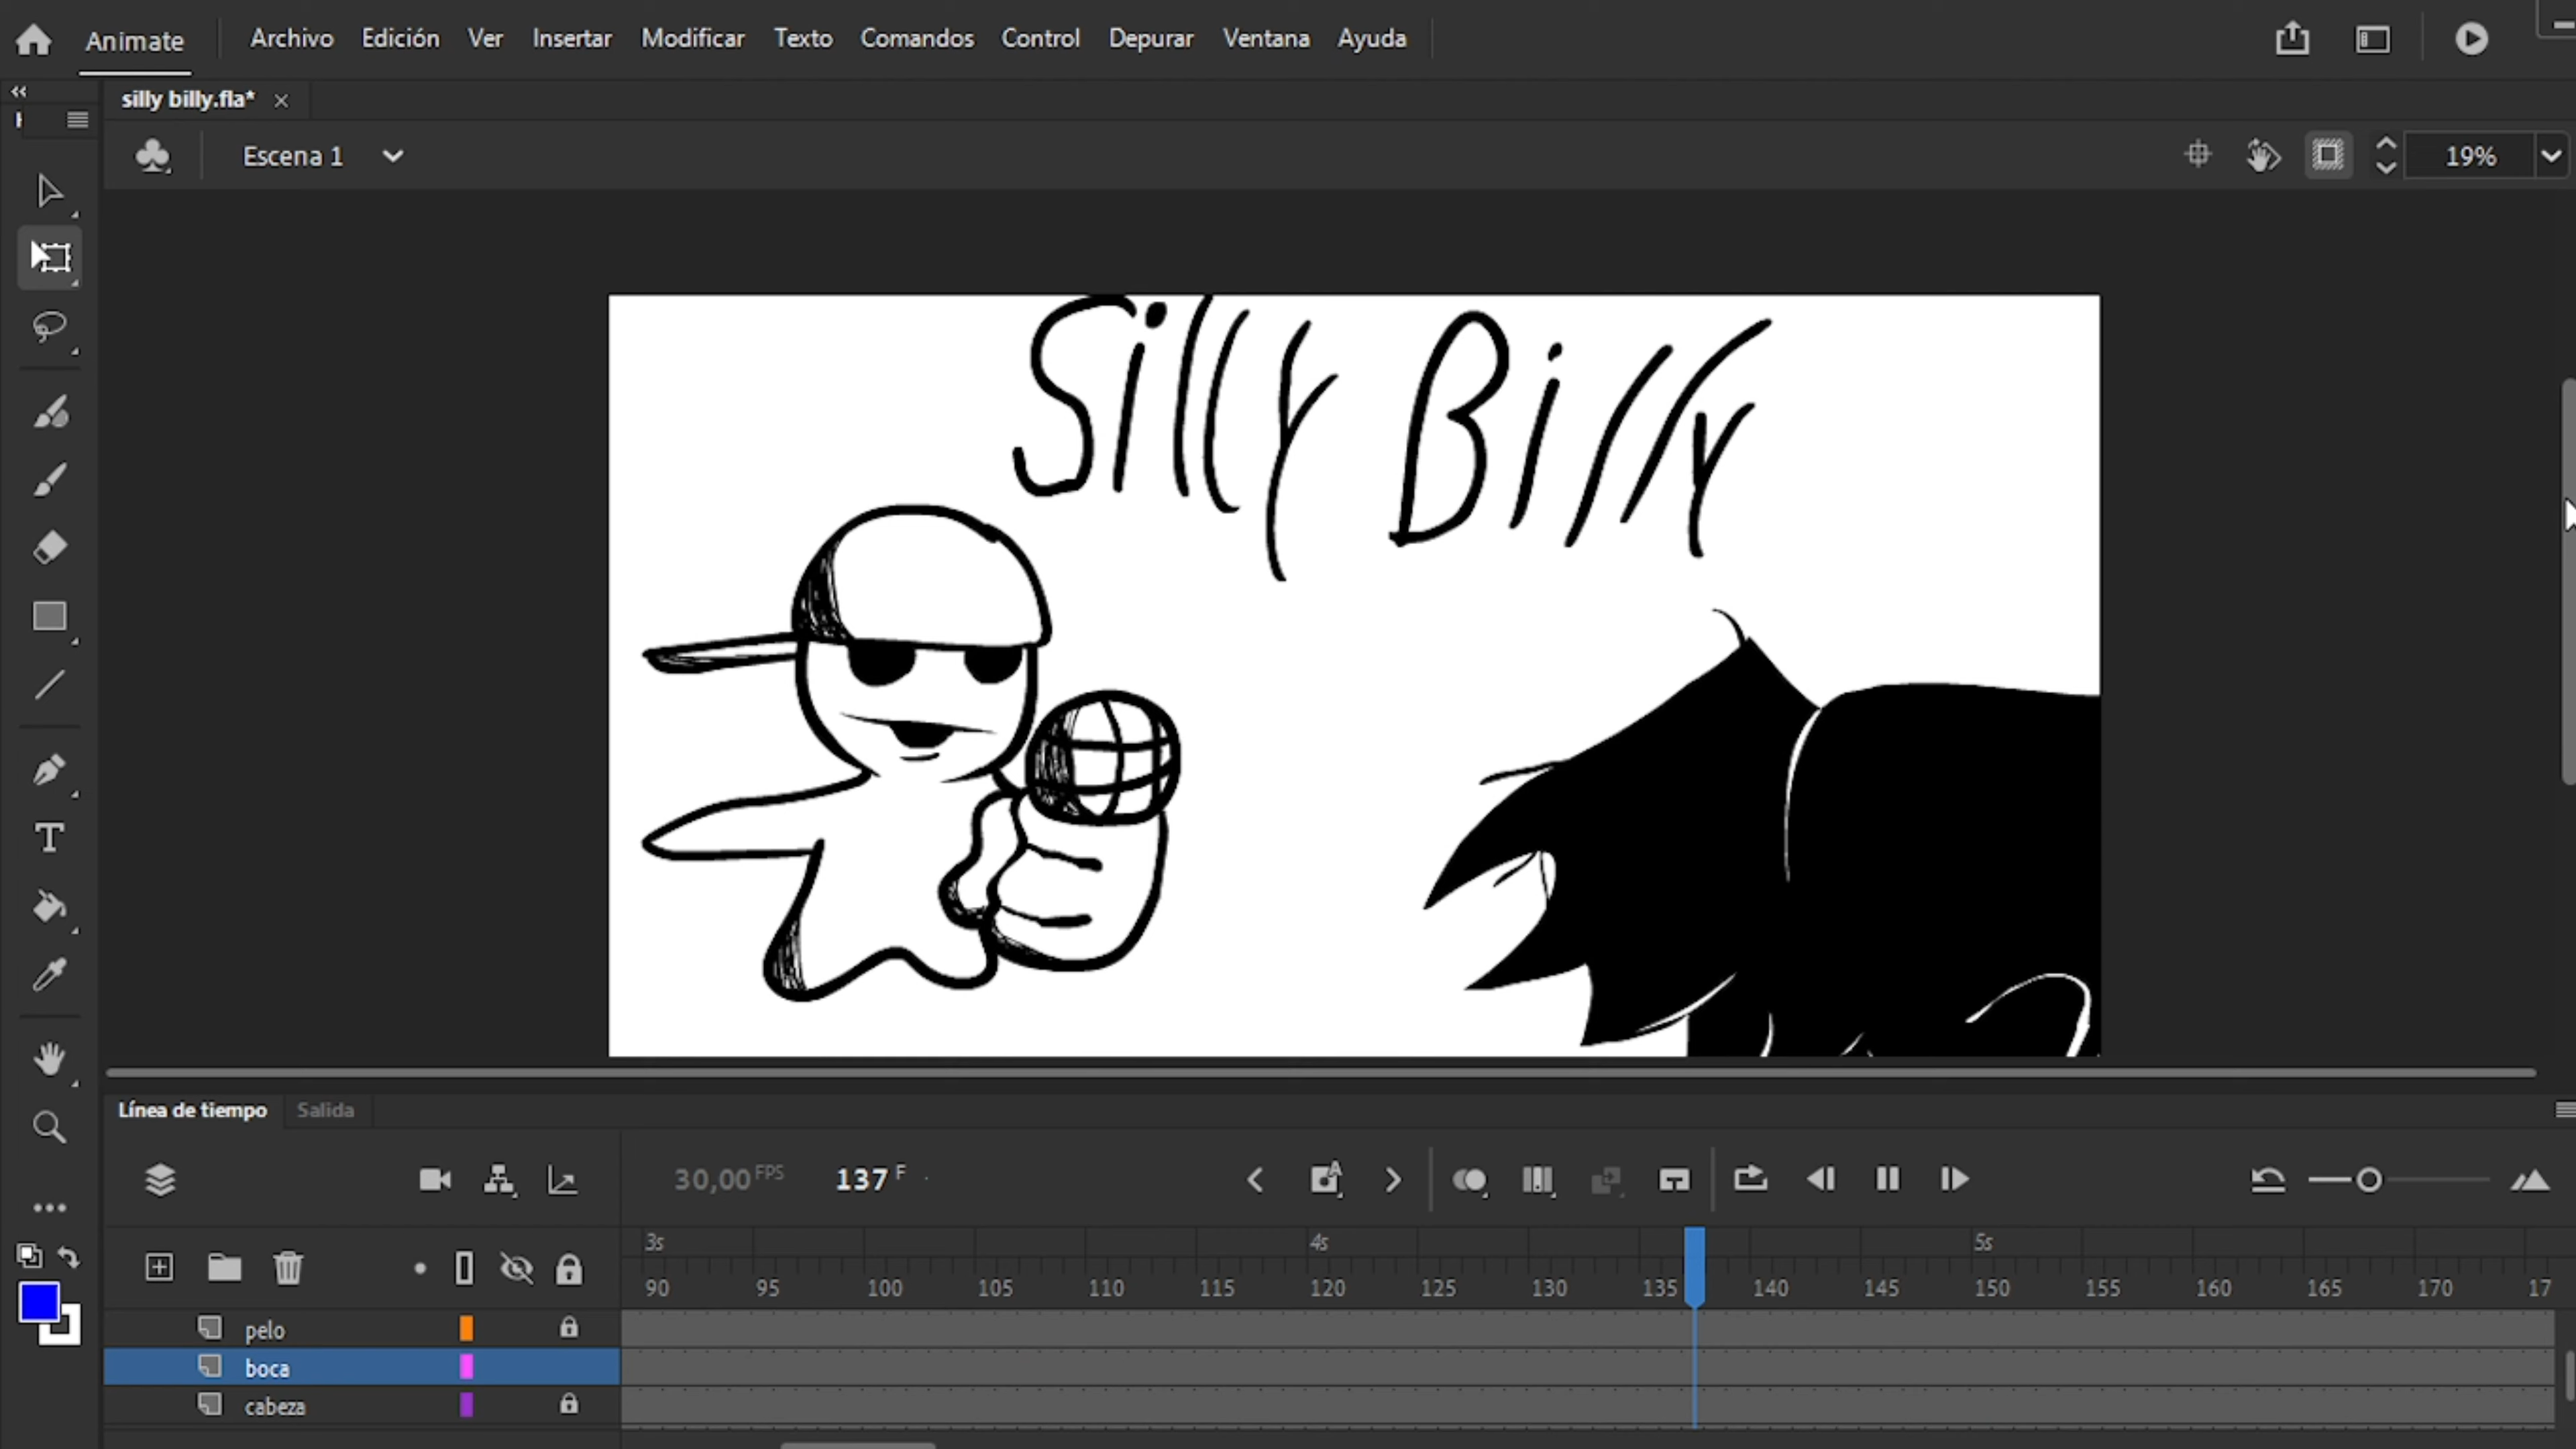 Animate Archivo Edición Ver Insertar Modificar Texto Comandos Control Depurar Ventana Ayuda
silly billy.fla*
Escena 1
19%
Silly Billy
Línea de tiempo Salida
30,00 FPS 137 F
3s 4s 5s
90 95 100 105 110 115 120 125 130 135 140 145 150 155 160 165 170 17
pelo
boca
cabeza